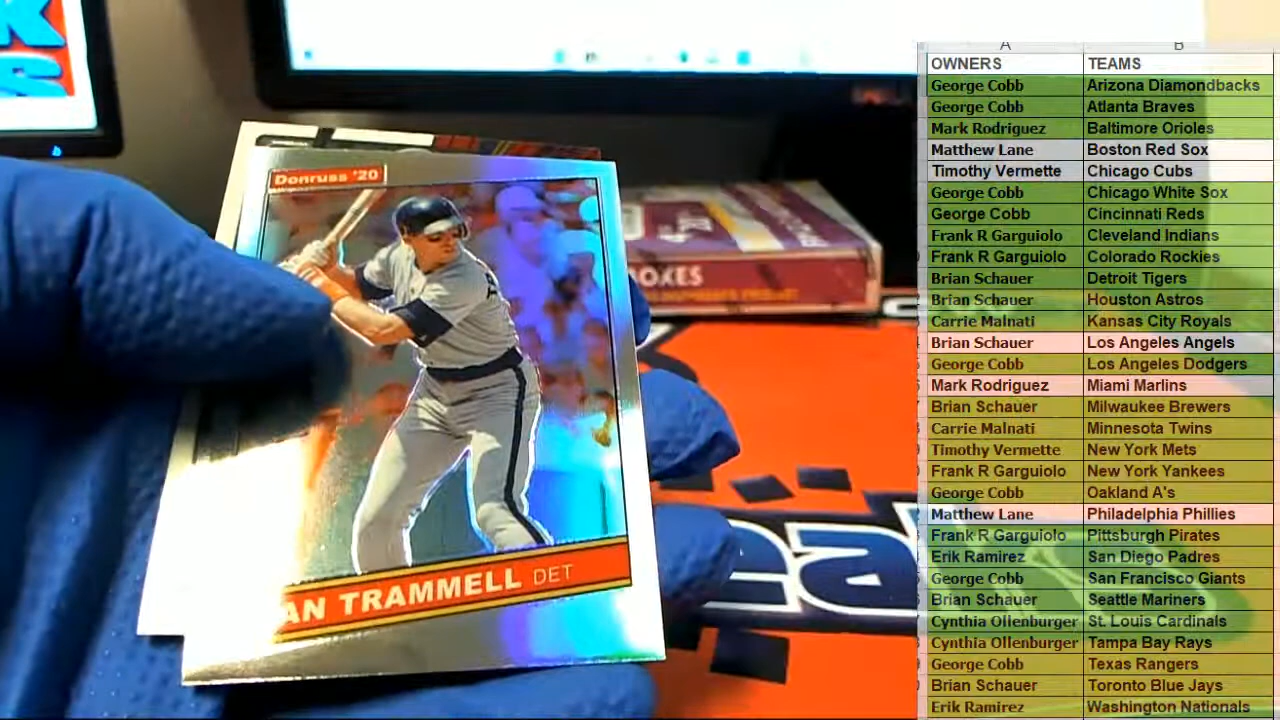 Donruss '20
AN TRAMMELL DET
OXES
A B
OWNERS TEAMS
George Cobb Arizona Diamondbacks
George Cobb Atlanta Braves
Mark Rodriguez Baltimore Orioles
Matthew Lane Boston Red Sox
Timothy Vermette Chicago Cubs
George Cobb Chicago White Sox
George Cobb Cincinnati Reds
Frank R Garguiolo Cleveland Indians
Frank R Garguiolo Colorado Rockies
Brian Schauer Detroit Tigers
Brian Schauer Houston Astros
Carrie Malnati Kansas City Royals
Brian Schauer Los Angeles Angels
George Cobb Los Angeles Dodgers
Mark Rodriguez Miami Marlins
Brian Schauer Milwaukee Brewers
Carrie Malnati Minnesota Twins
Timothy Vermette New York Mets
Frank R Garguiolo New York Yankees
George Cobb Oakland A's
Matthew Lane Philadelphia Phillies
Frank R Garguiolo Pittsburgh Pirates
Erik Ramirez San Diego Padres
George Cobb San Francisco Giants
Brian Schauer Seattle Mariners
Cynthia Ollenburger St. Louis Cardinals
Cynthia Ollenburger Tampa Bay Rays
George Cobb Texas Rangers
Brian Schauer Toronto Blue Jays
Erik Ramirez Washington Nationals